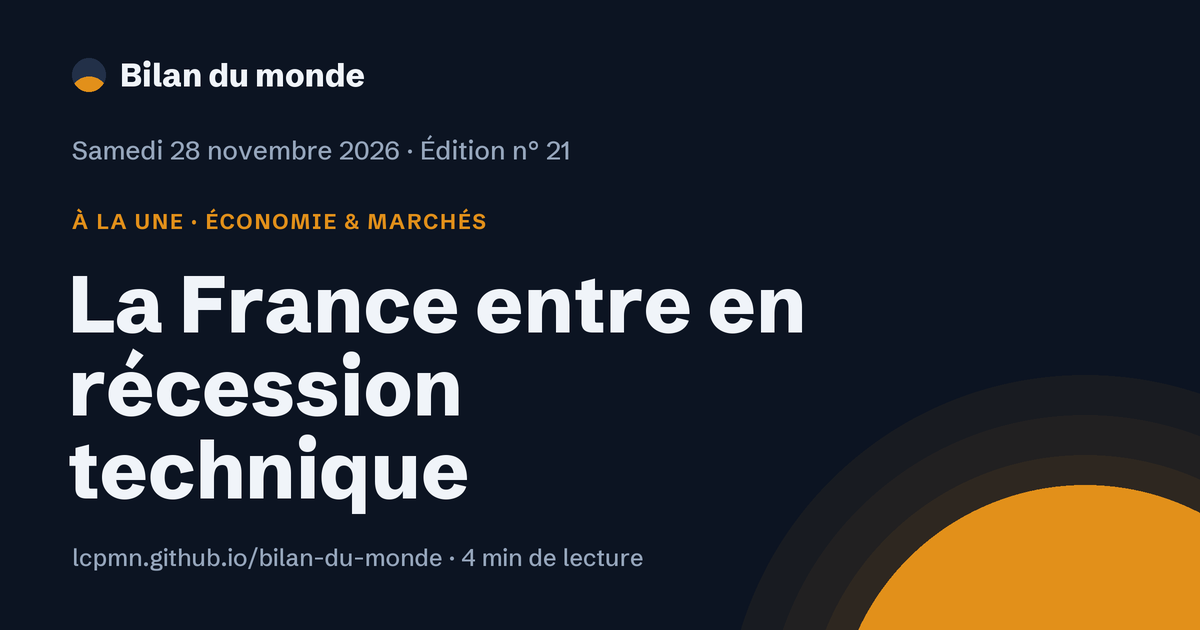 Bilan du monde
Samedi 28 novembre 2026 · Édition n° 21
À LA UNE · ÉCONOMIE & MARCHÉS
La France entre en
récession
technique
lcpmn.github.io/bilan-du-monde · 4 min de lecture